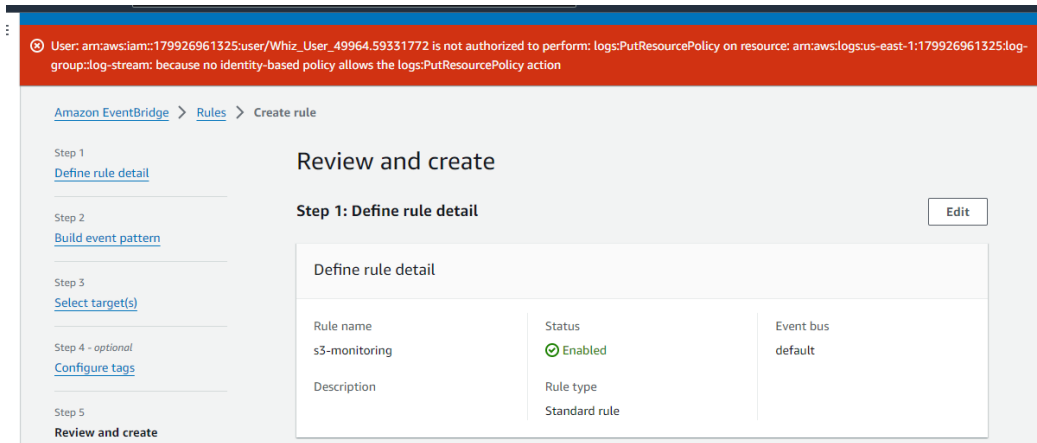 User: arn:aws:iam::179926961325:user/Whiz_User_49964.59331772 is not authorized to perform: logs:PutResourcePolicy on resource: arn:aws:logs:us-east-1:179926961325:log-
group::log-stream: because no identity-based policy allows the logs:PutResourcePolicy action
Amazon EventBridge > Rules > Create rule
Step 1
Define rule detail
Step 2
Build event pattern
Step 3
Select target(s)
Step 4 - optional
Configure tags
Step 5
Review and create
Review and create
Step 1: Define rule detail
Edit
Define rule detail
Rule name
s3-monitoring
Status
Enabled
Event bus
default
Description
Rule type
Standard rule